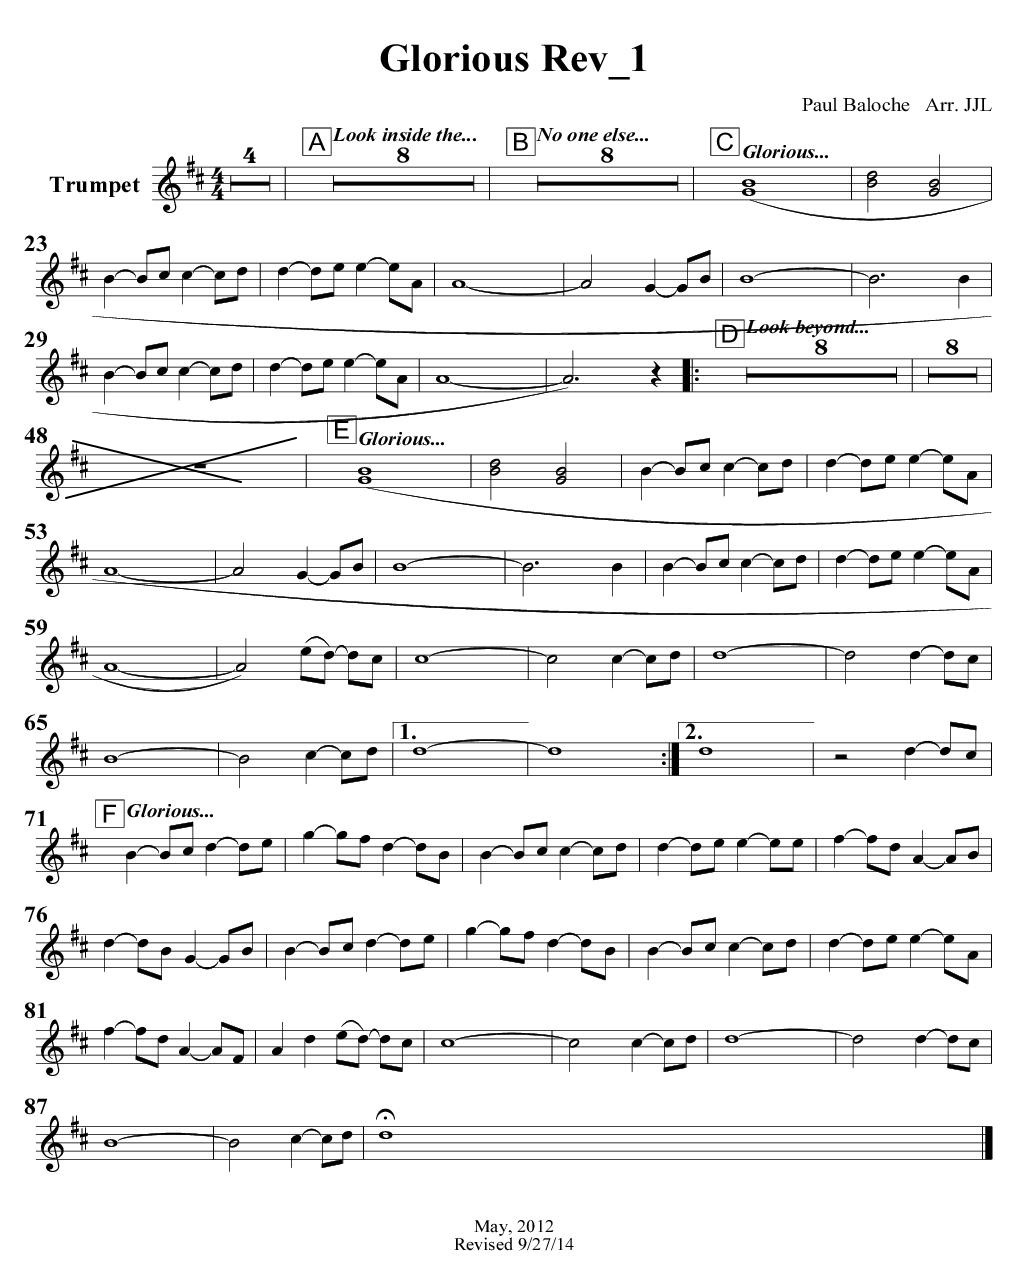 Glorious Rev_1
Paul Baloche Arr. JJL
A Look inside the... B No one else... C Glorious...
4 8 8
Trumpet 4/4
23
29 D Look beyond...
8 8
48 E Glorious...
53
59
65 1. 2.
71 F Glorious...
76
81
87
May, 2012
Revised 9/27/14